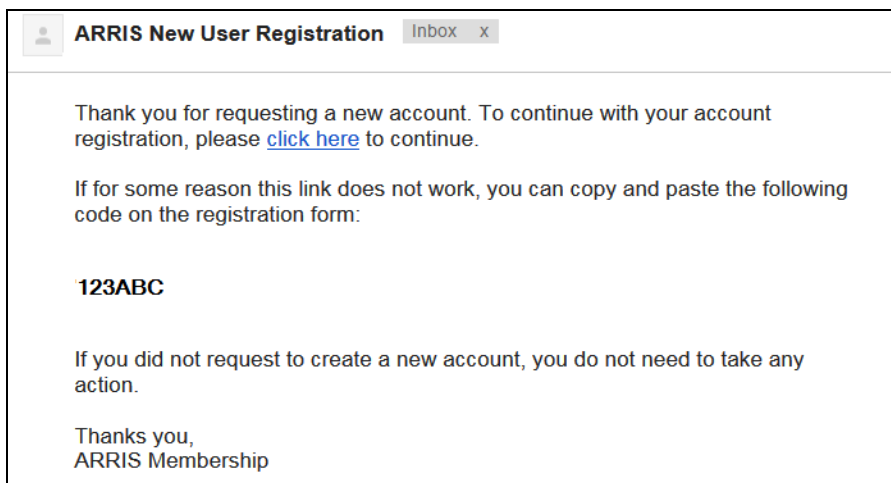 ARRIS New User Registration Inbox x
Thank you for requesting a new account. To continue with your account
registration, please click here to continue.
If for some reason this link does not work, you can copy and paste the following
code on the registration form:
123ABC
If you did not request to create a new account, you do not need to take any
action.
Thanks you,
ARRIS Membership